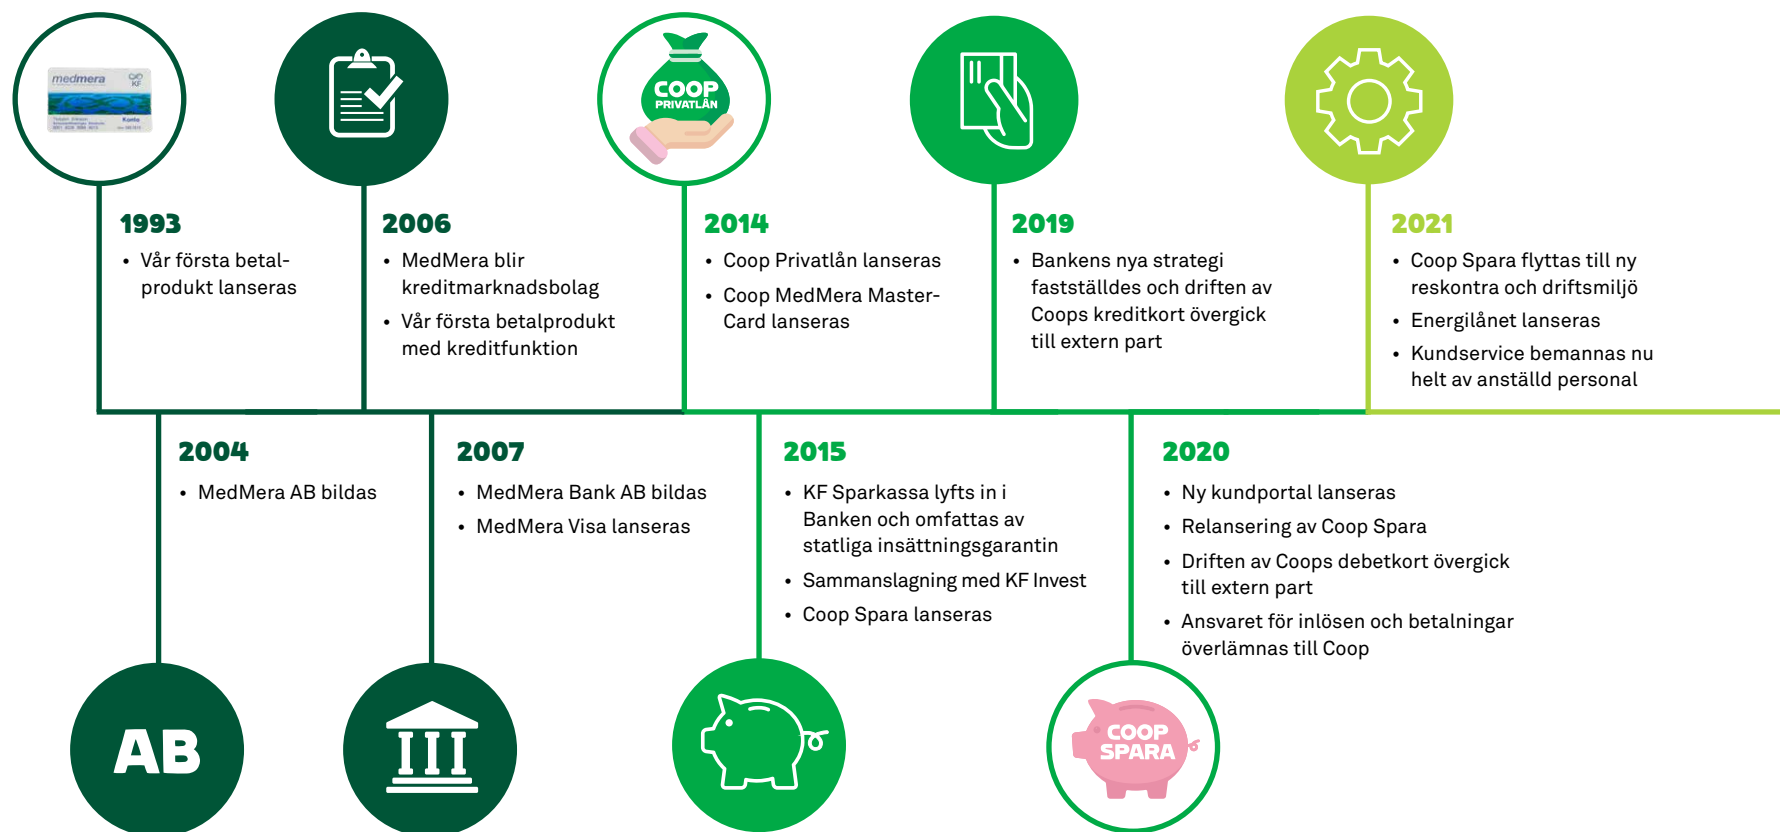 medmera
KF
Konto
1993
• Vår första betal-
produkt lanseras
2006
• MedMera blir
kreditmarknadsbolag
• Vår första betalprodukt
med kreditfunktion
COOP
PRIVATLÅN
2014
• Coop Privatlån lanseras
• Coop MedMera Master-
Card lanseras
2019
• Bankens nya strategi
fastställdes och driften av
Coops kreditkort övergick
till extern part
2021
• Coop Spara flyttas till ny
reskontra och driftsmiljö
• Energilånet lanseras
• Kundservice bemannas nu
helt av anställd personal
2004
• MedMera AB bildas
AB
2007
• MedMera Bank AB bildas
• MedMera Visa lanseras
2015
• KF Sparkassa lyfts in i
Banken och omfattas av
statliga insättningsgarantin
• Sammanslagning med KF Invest
• Coop Spara lanseras
2020
• Ny kundportal lanseras
• Relansering av Coop Spara
• Driften av Coops debetkort övergick
till extern part
• Ansvaret för inlösen och betalningar
överlämnas till Coop
COOP
SPARA